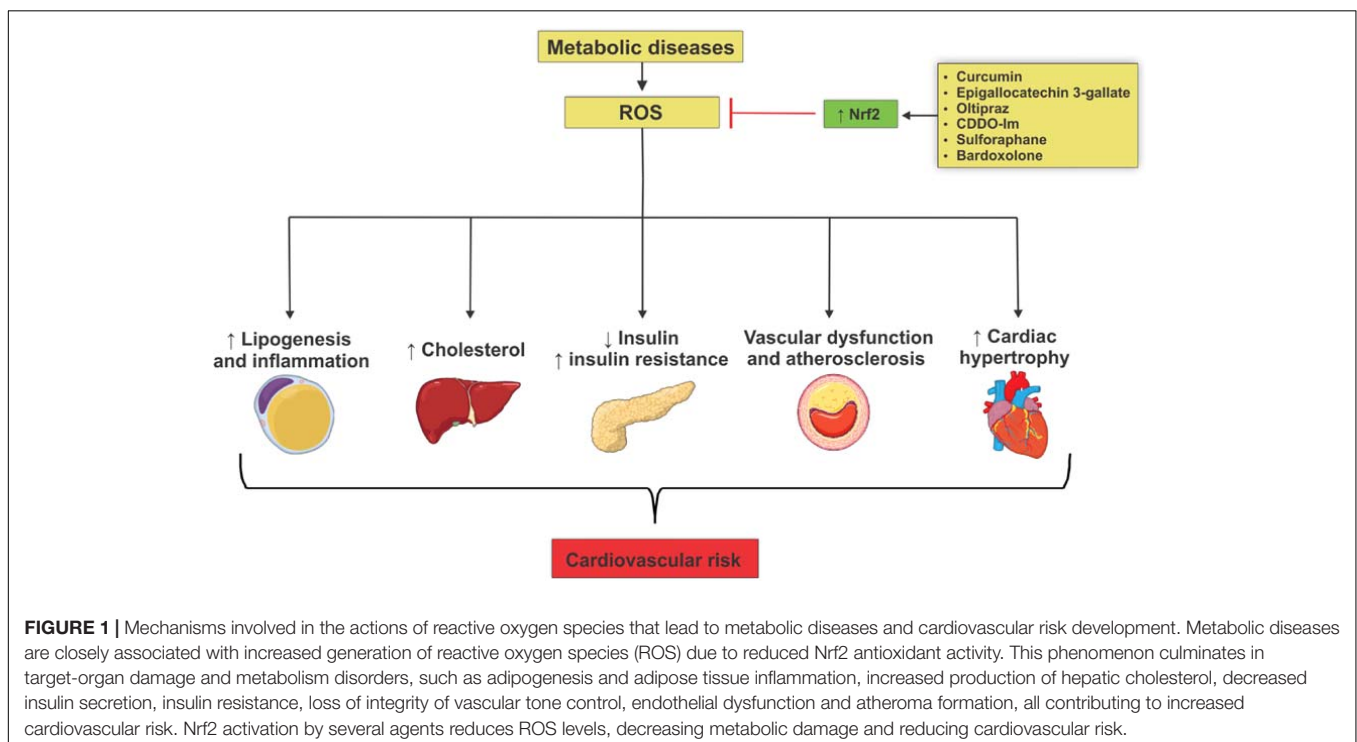 Metabolic diseases
ROS
↑ Nrf2
• Curcumin
• Epigallocatechin 3-gallate
• Oltipraz
• CDDO-Im
• Sulforaphane
• Bardoxolone
↑ Lipogenesis
and inflammation
↑ Cholesterol
↓ Insulin
↑ insulin resistance
Vascular dysfunction
and atherosclerosis
↑ Cardiac
hypertrophy
Cardiovascular risk
FIGURE 1 | Mechanisms involved in the actions of reactive oxygen species that lead to metabolic diseases and cardiovascular risk development. Metabolic diseases
are closely associated with increased generation of reactive oxygen species (ROS) due to reduced Nrf2 antioxidant activity. This phenomenon culminates in
target-organ damage and metabolism disorders, such as adipogenesis and adipose tissue inflammation, increased production of hepatic cholesterol, decreased
insulin secretion, insulin resistance, loss of integrity of vascular tone control, endothelial dysfunction and atheroma formation, all contributing to increased
cardiovascular risk. Nrf2 activation by several agents reduces ROS levels, decreasing metabolic damage and reducing cardiovascular risk.